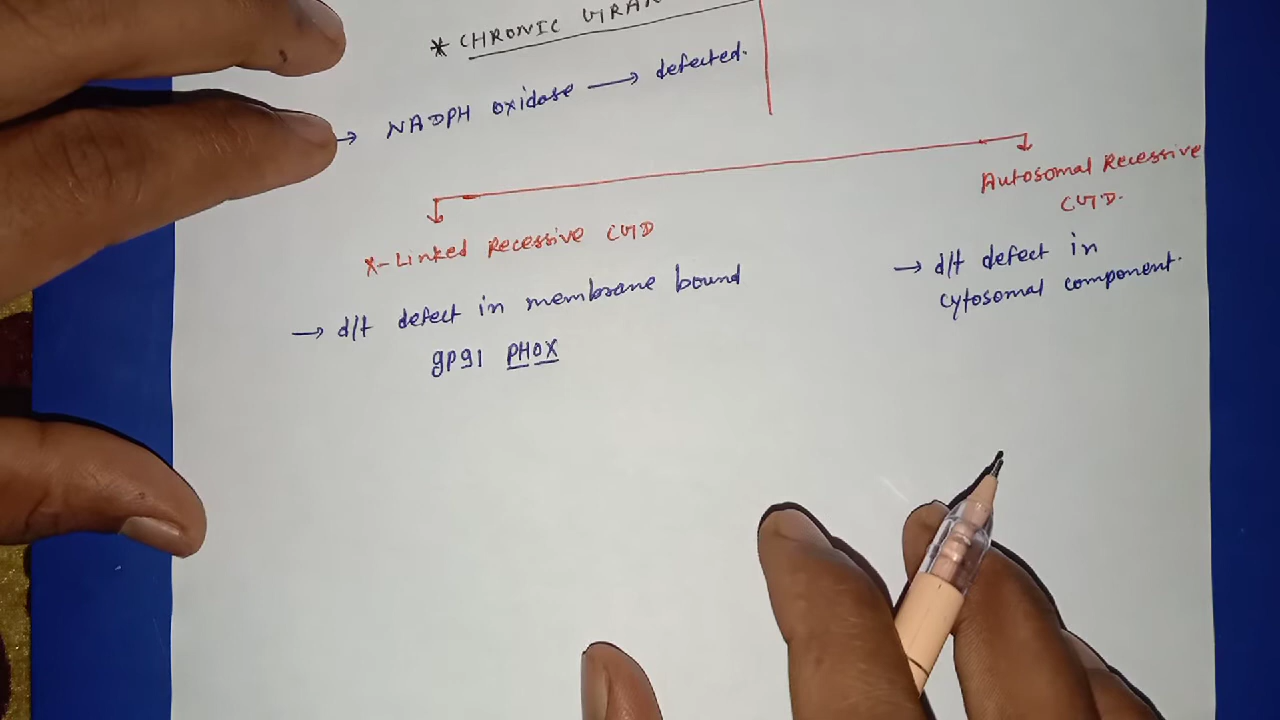 * CHRONIC GRAN
→ NADPH oxidase → defected.
X-Linked Recessive CGD
→ d/t defect in membrane bound
gp91 PHOX
Autosomal Recessive
CGD.
→ d/t defect in
cytosomal component.